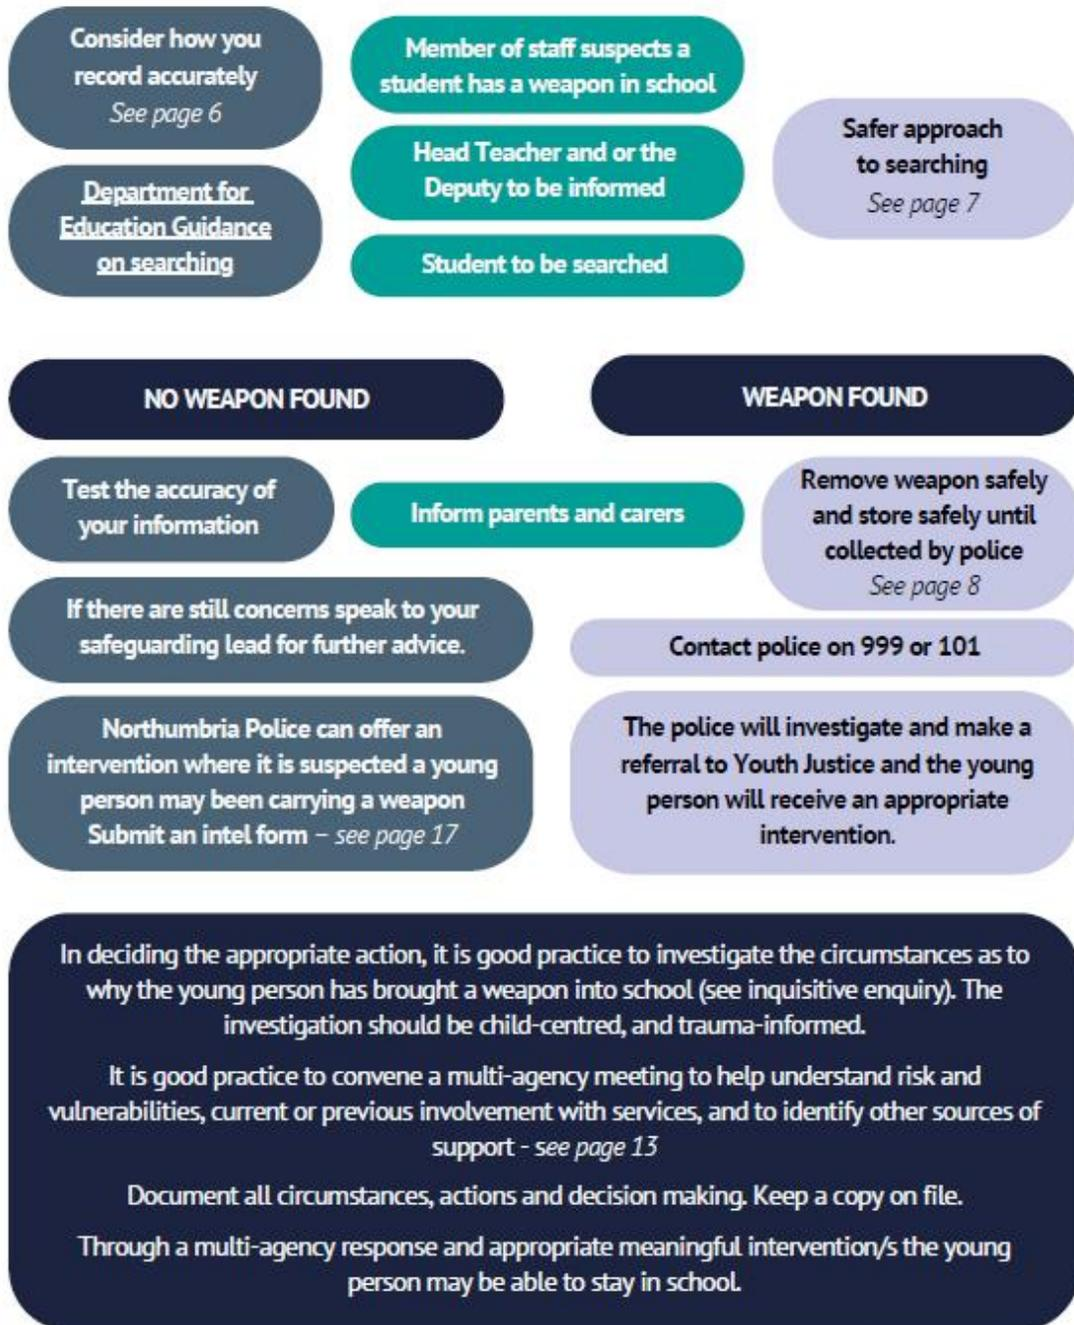 Consider how you
record accurately
See page 6
Department for
Education Guidance
on searching
Member of staff suspects a
student has a weapon in school
Head Teacher and or the
Deputy to be informed
Student to be searched
Safer approach
to searching
See page 7
NO WEAPON FOUND
WEAPON FOUND
Test the accuracy of
your information
Inform parents and carers
Remove weapon safely
and store safely until
collected by police
See page 8
If there are still concerns speak to your
safeguarding lead for further advice.
Contact police on 999 or 101
Northumbria Police can offer an
intervention where it is suspected a young
person may been carrying a weapon
Submit an intel form – see page 17
The police will investigate and make a
referral to Youth Justice and the young
person will receive an appropriate
intervention.
In deciding the appropriate action, it is good practice to investigate the circumstances as to
why the young person has brought a weapon into school (see inquisitive enquiry). The
investigation should be child-centred, and trauma-informed.
It is good practice to convene a multi-agency meeting to help understand risk and
vulnerabilities, current or previous involvement with services, and to identify other sources of
support - see page 13
Document all circumstances, actions and decision making. Keep a copy on file.
Through a multi-agency response and appropriate meaningful intervention/s the young
person may be able to stay in school.